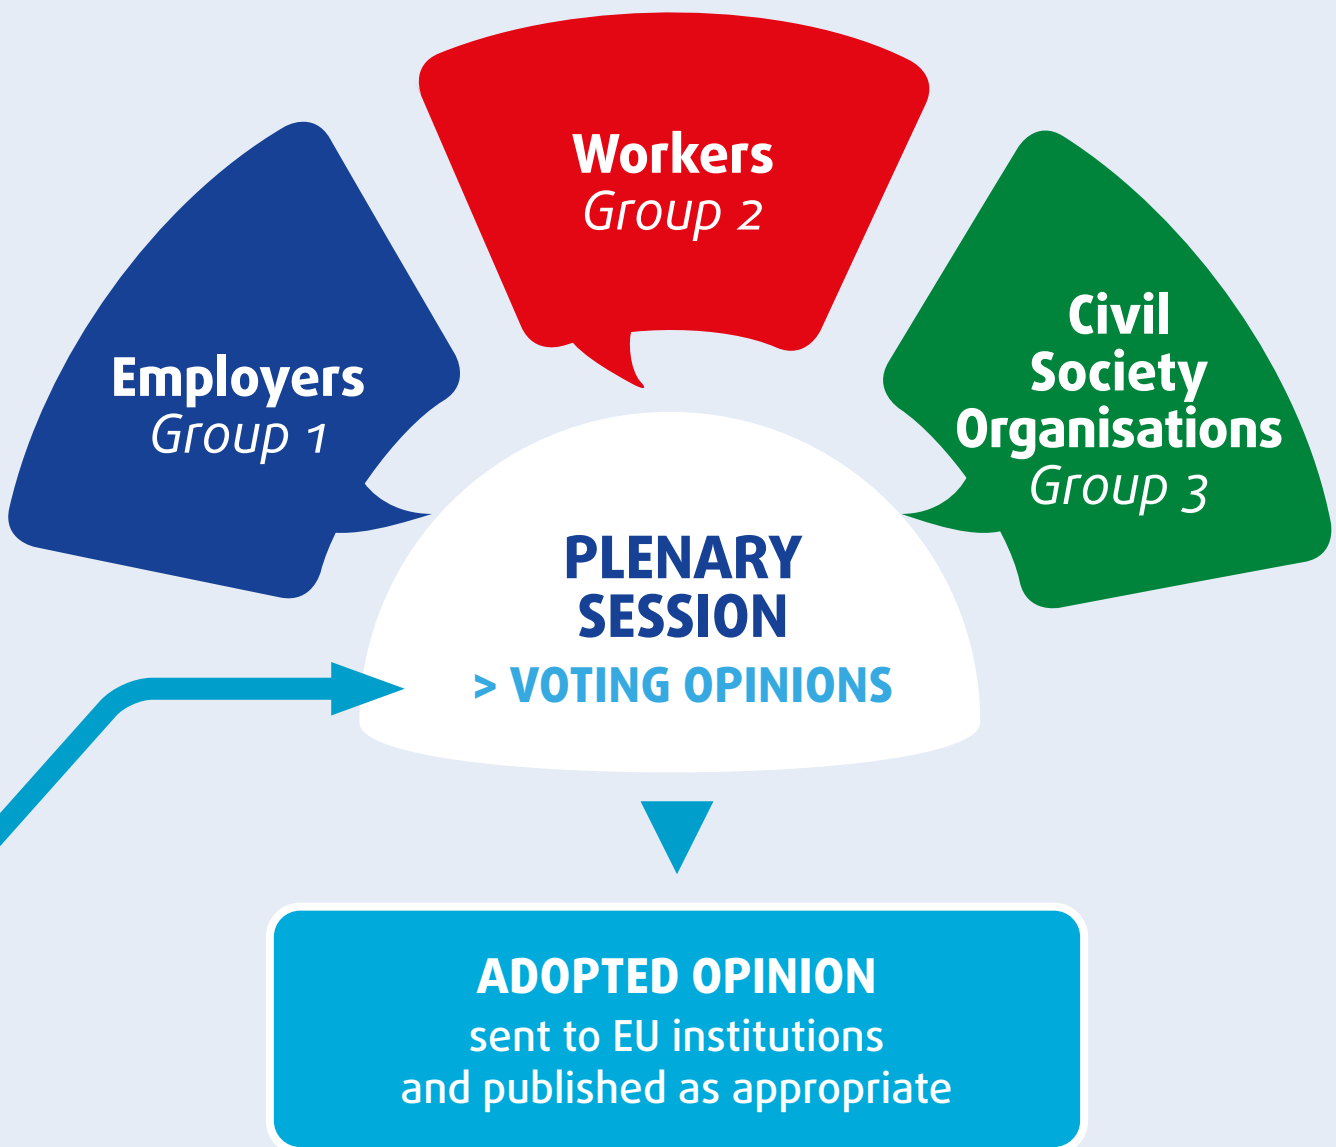 Workers
Group 2
Employers
Group 1
Civil
Society
Organisations
Group 3
PLENARY
SESSION
> VOTING OPINIONS
ADOPTED OPINION
sent to EU institutions
and published as appropriate